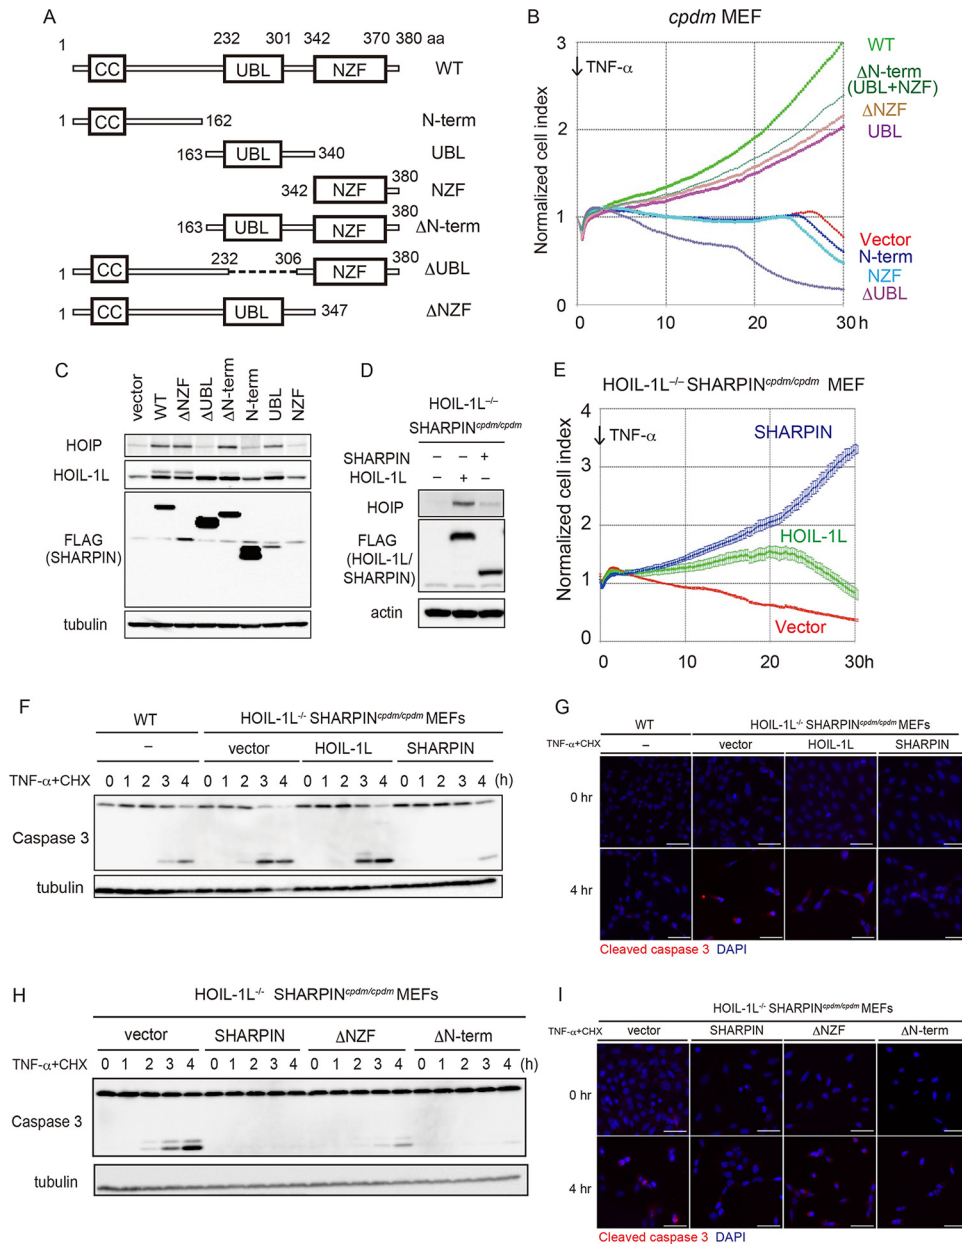 A
1
232 301 342 370 380 aa
CC UBL NZF WT
1 CC 162 N-term
163 UBL 340 UBL
342 NZF 380 NZF
163 UBL NZF 380 ΔN-term
1 CC 232 306 NZF 380 ΔUBL
1 CC UBL 347 ΔNZF
B
cpdm MEF
Normalized cell index
3
2
1
0
TNF-α
WT
ΔN-term
(UBL+NZF)
ΔNZF
UBL
Vector
N-term
NZF
ΔUBL
0 10 20 30 h
C
vector WT ΔNZF ΔUBL ΔN-term N-term UBL NZF
HOIP
HOIL-1L
FLAG
(SHARPIN)
tubulin
D
HOIL-1L–/–
SHARPINcpdm/cpdm
SHARPIN – – +
HOIL-1L – + –
HOIP
FLAG
(HOIL-1L/
SHARPIN)
actin
E
HOIL-1L–/– SHARPINcpdm/cpdm MEF
Normalized cell index
4
3
2
1
0
TNF-α
SHARPIN
HOIL-1L
Vector
0 10 20 30h
F
WT HOIL-1L-/- SHARPINcpdm/cpdm MEFs
– vector HOIL-1L SHARPIN
TNF-α+CHX 0 1 2 3 4 0 1 2 3 4 0 1 2 3 4 0 1 2 3 4 (h)
Caspase 3
tubulin
G
WT HOIL-1L-/- SHARPINcpdm/cpdm MEFs
TNF-α+CHX – vector HOIL-1L SHARPIN
0 hr
4 hr
Cleaved caspase 3 DAPI
H
HOIL-1L-/- SHARPINcpdm/cpdm MEFs
vector SHARPIN ΔNZF ΔN-term
TNF-α+CHX 0 1 2 3 4 0 1 2 3 4 0 1 2 3 4 0 1 2 3 4 (h)
Caspase 3
tubulin
I
HOIL-1L-/- SHARPINcpdm/cpdm MEFs
TNF-α+CHX vector SHARPIN ΔNZF ΔN-term
0 hr
4 hr
Cleaved caspase 3 DAPI